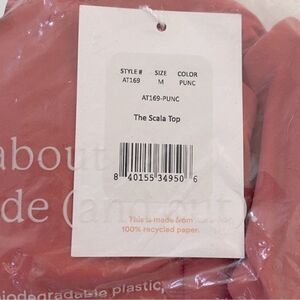 STYLE # SIZE COLOR
AT169 M PUNC
AT169-PUNC
The Scala Top
8 40155 34950 6
about
de (and out)
This is made from
100% recycled paper.
biodegradable plastic,